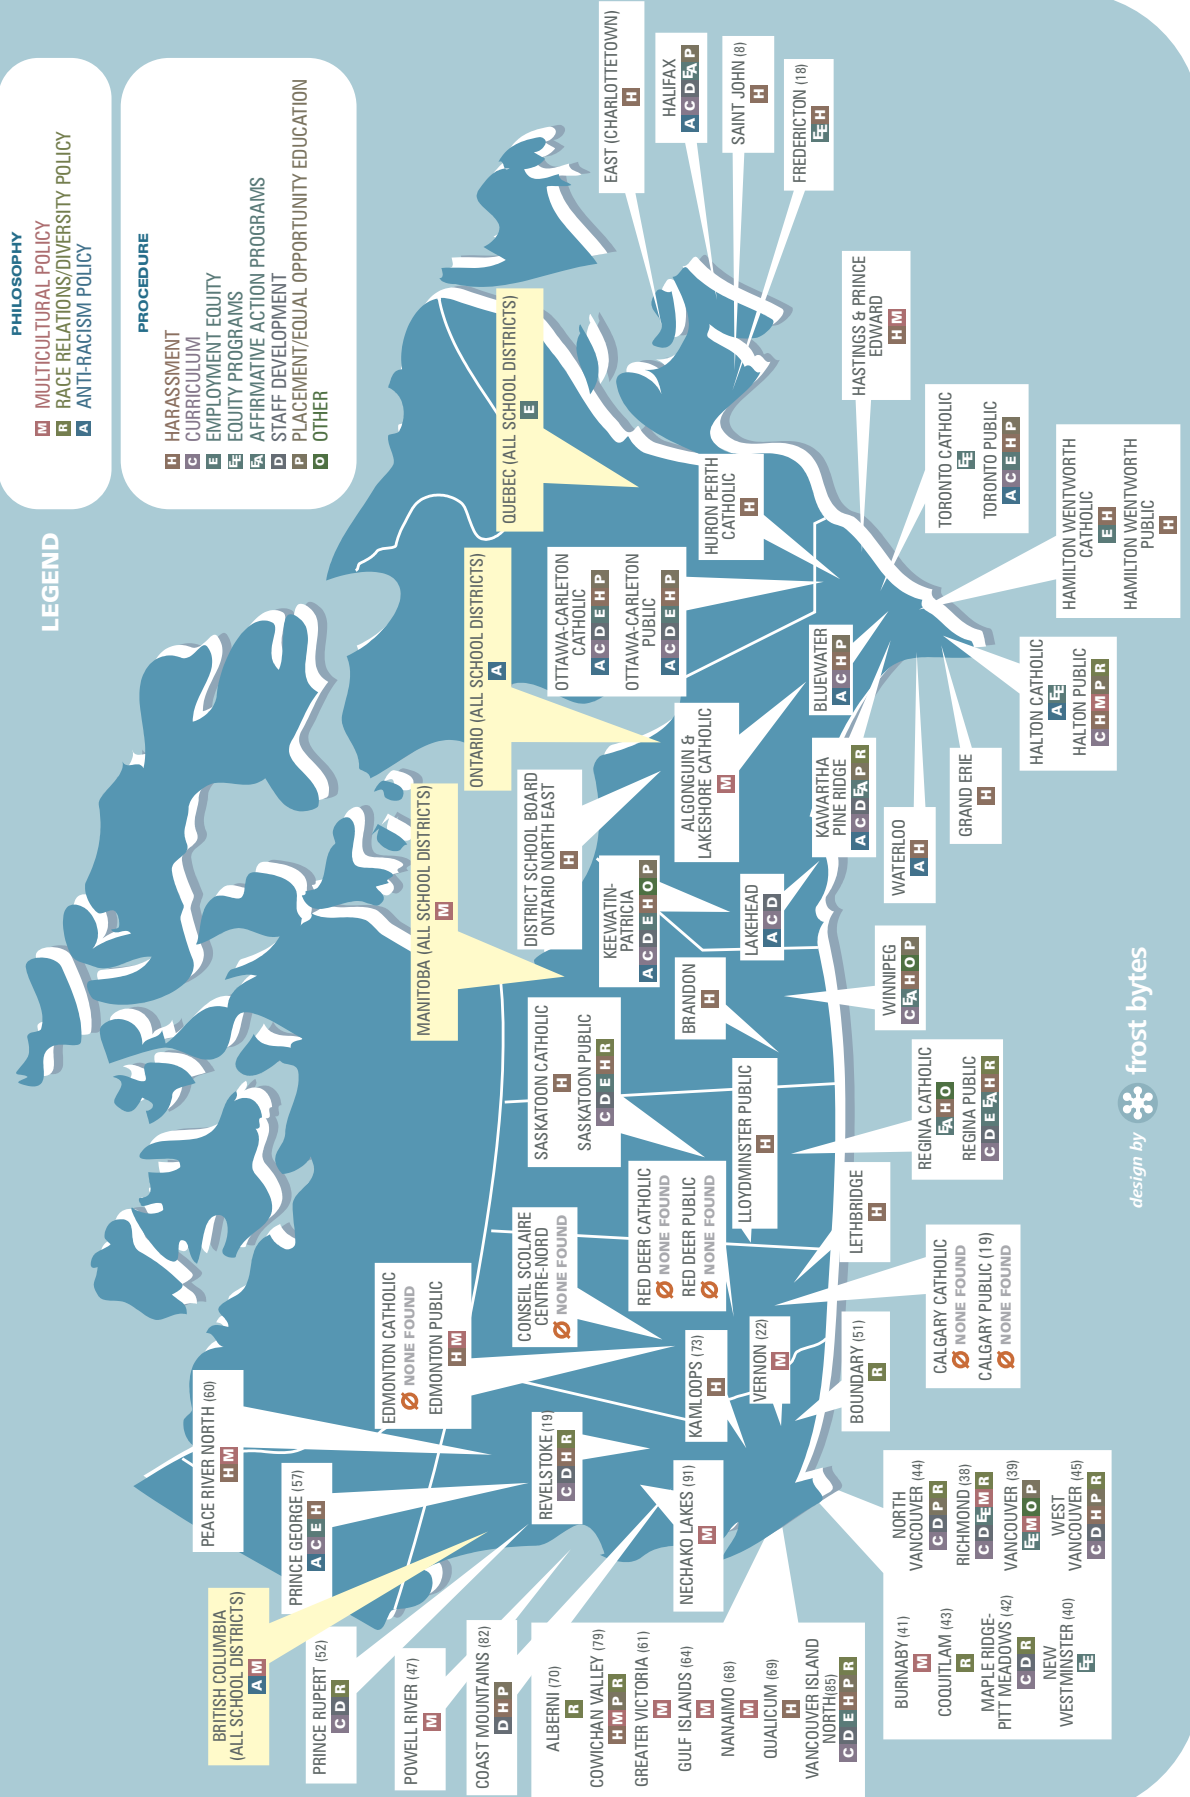 LEGEND
PHILOSOPHY
M MULTICULTURAL POLICY
R RACE RELATIONS/DIVERSITY POLICY
A ANTI-RACISM POLICY
PROCEDURE
H HARASSMENT
C CURRICULUM
E EMPLOYMENT EQUITY
EE EQUITY PROGRAMS
EA AFFIRMATIVE ACTION PROGRAMS
D STAFF DEVELOPMENT
P PLACEMENT/EQUAL OPPORTUNITY EDUCATION
O OTHER
BRITISH COLUMBIA
(ALL SCHOOL DISTRICTS)
A M
PEACE RIVER NORTH (60)
H M
PRINCE GEORGE (57)
A C E H
PRINCE RUPERT (52)
C D R
POWELL RIVER (47)
M
COAST MOUNTAINS (82)
D H P
ALBERNI (70)
R
COWICHAN VALLEY (79)
H M P R
GREATER VICTORIA (61)
M
GULF ISLANDS (64)
M
NANAIMO (68)
M
QUALICUM (69)
H
VANCOUVER ISLAND
NORTH(85)
C D E H P R
EDMONTON CATHOLIC
Ø NONE FOUND
EDMONTON PUBLIC
H M
CONSEIL SCOLAIRE
CENTRE-NORD
Ø NONE FOUND
REVELSTOKE (19)
C D H R
NECHAKO LAKES (91)
M
KAMLOOPS (73)
H
VERNON (22)
M
BOUNDARY (51)
R
BURNABY (41)
M
COQUITLAM (43)
R
MAPLE RIDGE-
PITT MEADOWS (42)
C D R
NEW
WESTMINSTER (40)
EE
NORTH
VANCOUVER (44)
C D P R
RICHMOND (38)
C D EE M R
VANCOUVER (39)
EE M O P
WEST
VANCOUVER (45)
C D H P R
RED DEER CATHOLIC
Ø NONE FOUND
RED DEER PUBLIC
Ø NONE FOUND
CALGARY CATHOLIC
Ø NONE FOUND
CALGARY PUBLIC (19)
Ø NONE FOUND
LETHBRIDGE
H
LLOYDMINSTER PUBLIC
H
SASKATOON CATHOLIC
H
SASKATOON PUBLIC
C D E H R
REGINA CATHOLIC
EA H O
REGINA PUBLIC
C D E EA H R
MANITOBA (ALL SCHOOL DISTRICTS)
M
BRANDON
H
WINNIPEG
C EA H O P
ONTARIO (ALL SCHOOL DISTRICTS)
A
DISTRICT SCHOOL BOARD
ONTARIO NORTH EAST
H
KEEWATIN-
PATRICIA
A C D E H O P
LAKEHEAD
A C D
ALGONGUIN &
LAKESHORE CATHOLIC
M
OTTAWA-CARLETON
CATHOLIC
A C D E H P
OTTAWA-CARLETON
PUBLIC
A C D E H P
HURON PERTH
CATHOLIC
H
BLUEWATER
A C H P
KAWARTHA
PINE RIDGE
A C D EA P R
WATERLOO
A H
GRAND ERIE
H
HALTON CATHOLIC
A EE
HALTON PUBLIC
C H M P R
HAMILTON WENTWORTH
CATHOLIC
E H
HAMILTON WENTWORTH
PUBLIC
H
TORONTO CATHOLIC
EE
TORONTO PUBLIC
A C E H P
HASTINGS & PRINCE
EDWARD
H M
QUEBEC (ALL SCHOOL DISTRICTS)
E
EAST (CHARLOTTETOWN)
H
HALIFAX
A C D EA P
SAINT JOHN (8)
H
FREDERICTON (18)
EE H
design by frost bytes